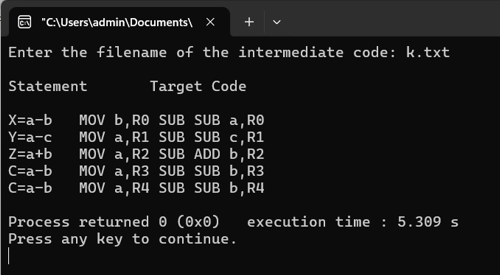 "C:\Users\admin\Documents\
Enter the filename of the intermediate code: k.txt
Statement Target Code
X=a-b MOV b,R0 SUB SUB a,R0
Y=a-c MOV a,R1 SUB SUB c,R1
Z=a+b MOV a,R2 SUB ADD b,R2
C=a-b MOV a,R3 SUB SUB b,R3
C=a-b MOV a,R4 SUB SUB b,R4
Process returned 0 (0x0) execution time : 5.309 s
Press any key to continue.